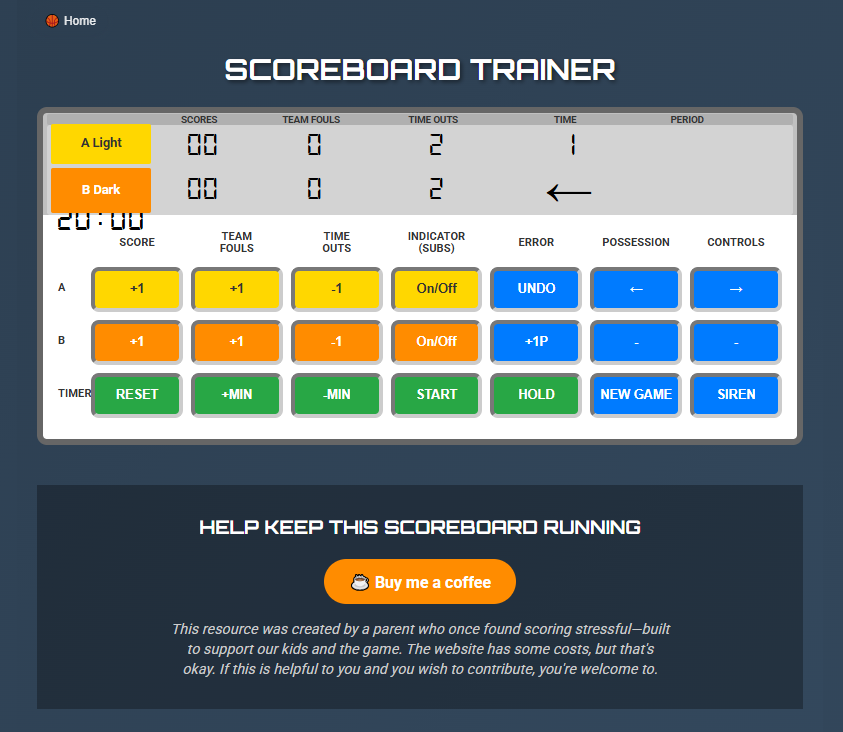 🏀 Home
SCOREBOARD TRAINER
SCORES TEAM FOULS TIME OUTS TIME PERIOD
A Light 00 0 2 1
B Dark 00 0 2 ←
20:00
SCORE TEAM FOULS TIME OUTS INDICATOR (SUBS) ERROR POSSESSION CONTROLS
A +1 +1 -1 On/Off UNDO ← →
B +1 +1 -1 On/Off +1P - -
TIMER RESET +MIN -MIN START HOLD NEW GAME SIREN
HELP KEEP THIS SCOREBOARD RUNNING
☕ Buy me a coffee
This resource was created by a parent who once found scoring stressful—built
to support our kids and the game. The website has some costs, but that's
okay. If this is helpful to you and you wish to contribute, you're welcome to.